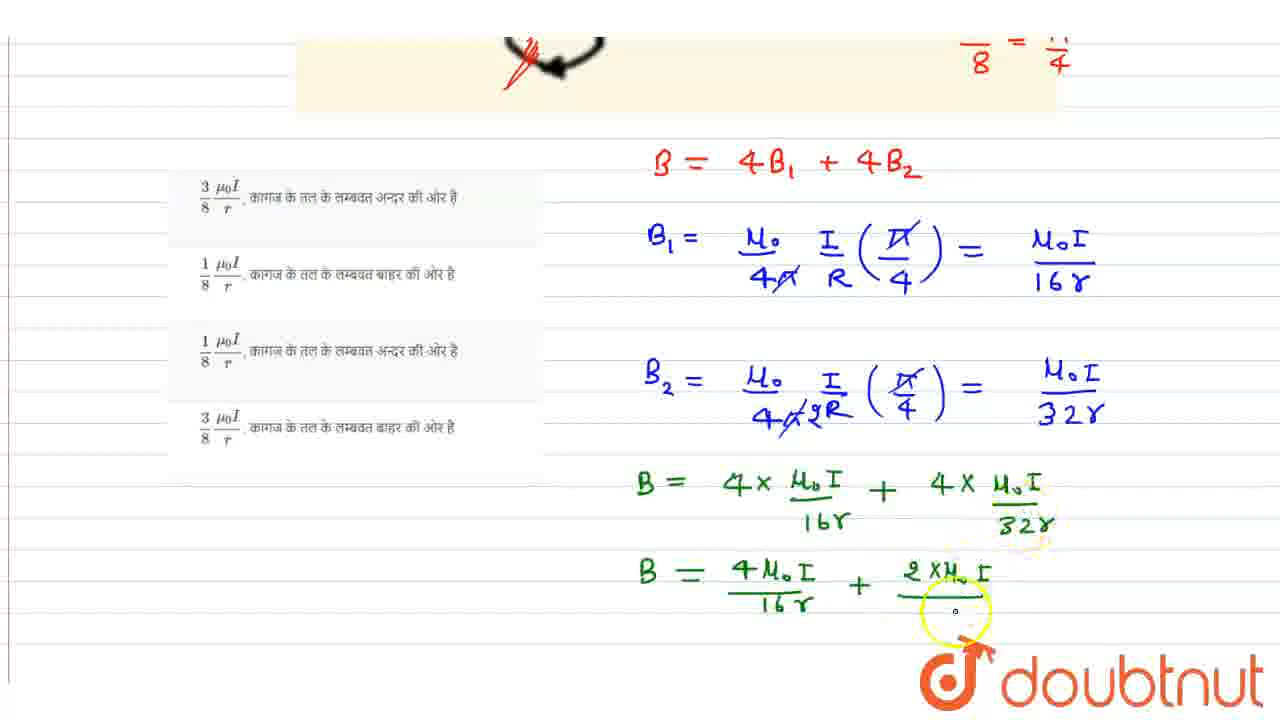 8 = 4
B = 4B₁ + 4B₂
3/8 μ₀I/r, कागज के तल के लम्बवत अन्दर की ओर है
B₁ = μ₀/4π I/R (π/4) = μ₀I/16r
1/8 μ₀I/r, कागज के तल के लम्बवत बाहर की ओर है
1/8 μ₀I/r, कागज के तल के लम्बवत अन्दर की ओर है
B₂ = μ₀/4π I/2R (π/4) = μ₀I/32r
3/8 μ₀I/r, कागज के तल के लम्बवत बाहर की ओर है
B = 4 × μ₀I/16r + 4 × μ₀I/32r
B = 4μ₀I/16r + 2×μ₀I
doubtnut